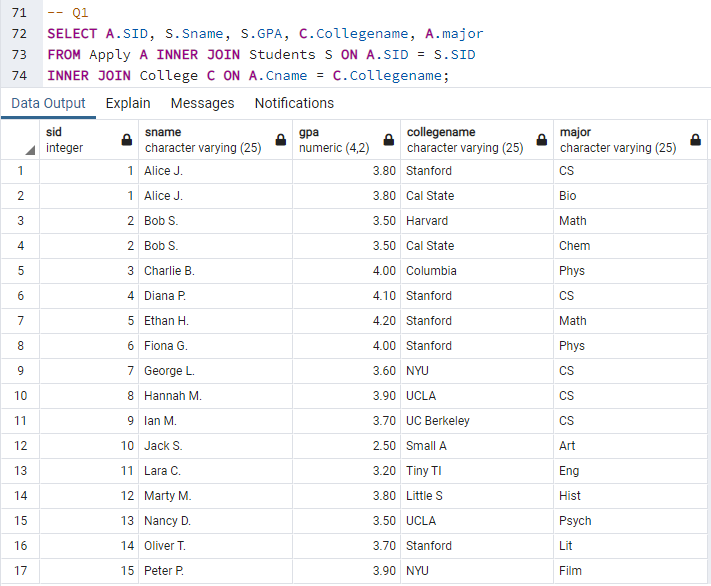 71 -- Q1
72 SELECT A.SID, S.Sname, S.GPA, C.Collegename, A.major
73 FROM Apply A INNER JOIN Students S ON A.SID = S.SID
74 INNER JOIN College C ON A.Cname = C.Collegename;
Data Output Explain Messages Notifications
sid sname gpa collegename major
integer character varying (25) numeric (4,2) character varying (25) character varying (25)
1 1 Alice J. 3.80 Stanford CS
2 1 Alice J. 3.80 Cal State Bio
3 2 Bob S. 3.50 Harvard Math
4 2 Bob S. 3.50 Cal State Chem
5 3 Charlie B. 4.00 Columbia Phys
6 4 Diana P. 4.10 Stanford CS
7 5 Ethan H. 4.20 Stanford Math
8 6 Fiona G. 4.00 Stanford Phys
9 7 George L. 3.60 NYU CS
10 8 Hannah M. 3.90 UCLA CS
11 9 Ian M. 3.70 UC Berkeley CS
12 10 Jack S. 2.50 Small A Art
13 11 Lara C. 3.20 Tiny TI Eng
14 12 Marty M. 3.80 Little S Hist
15 13 Nancy D. 3.50 UCLA Psych
16 14 Oliver T. 3.70 Stanford Lit
17 15 Peter P. 3.90 NYU Film